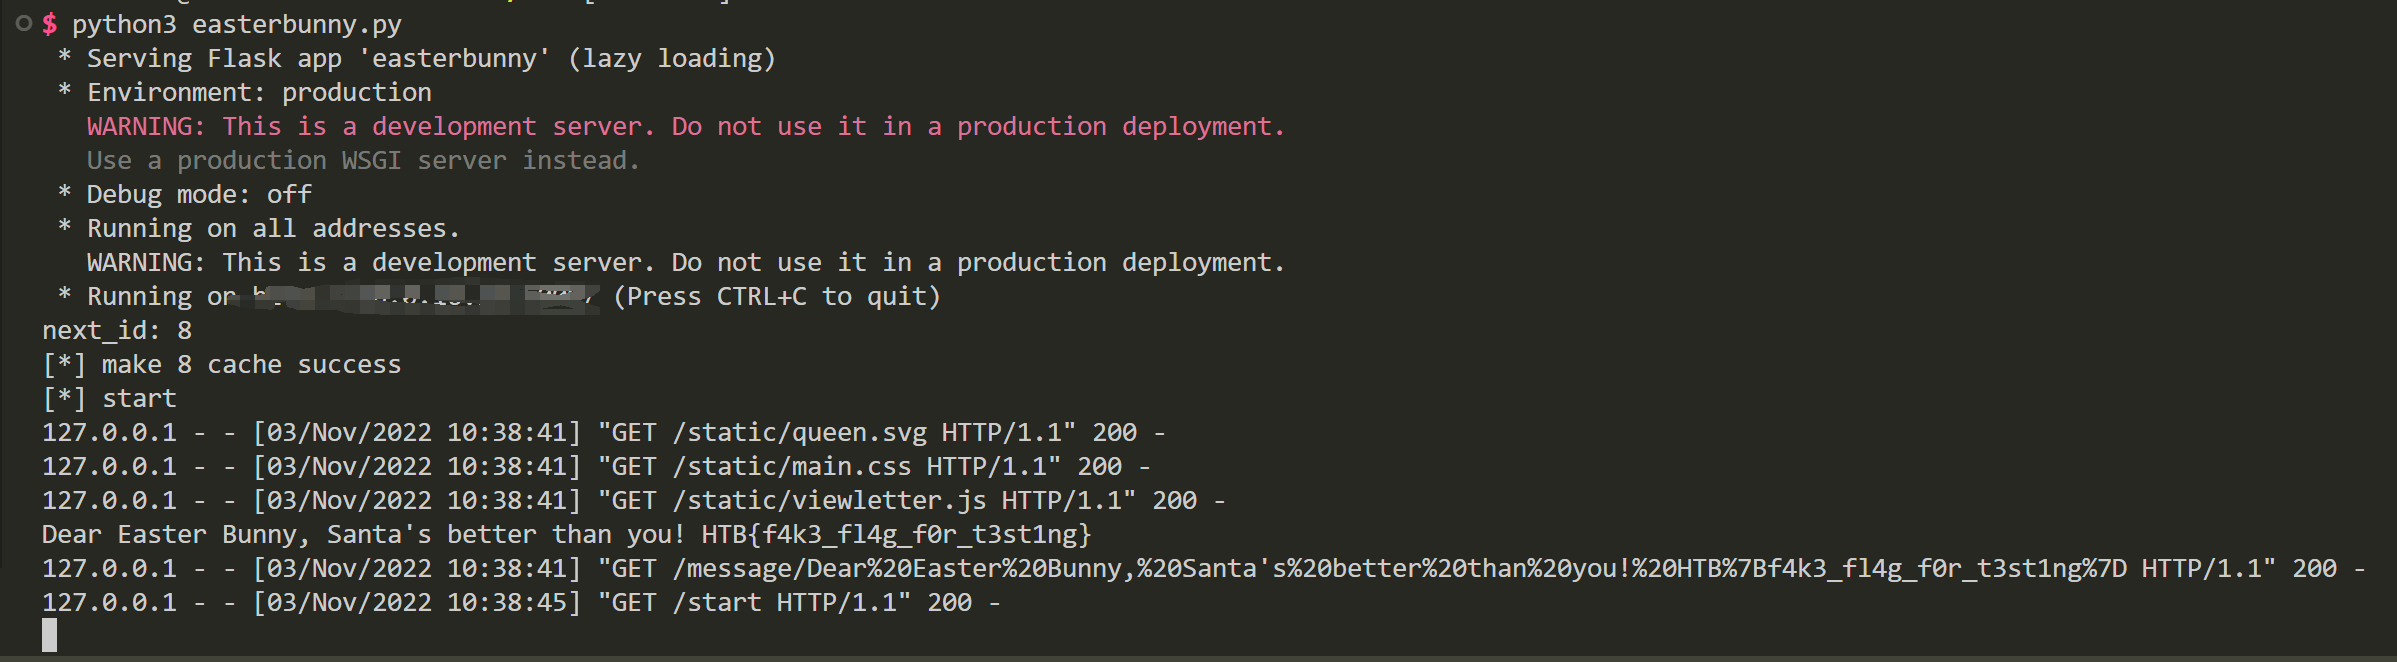 $ python3 easterbunny.py
 * Serving Flask app 'easterbunny' (lazy loading)
 * Environment: production
   WARNING: This is a development server. Do not use it in a production deployment.
   Use a production WSGI server instead.
 * Debug mode: off
 * Running on all addresses.
   WARNING: This is a development server. Do not use it in a production deployment.
 * Running on (Press CTRL+C to quit)
next_id: 8
[*] make 8 cache success
[*] start
127.0.0.1 - - [03/Nov/2022 10:38:41] "GET /static/queen.svg HTTP/1.1" 200 -
127.0.0.1 - - [03/Nov/2022 10:38:41] "GET /static/main.css HTTP/1.1" 200 -
127.0.0.1 - - [03/Nov/2022 10:38:41] "GET /static/viewletter.js HTTP/1.1" 200 -
Dear Easter Bunny, Santa's better than you! HTB{f4k3_fl4g_f0r_t3st1ng}
127.0.0.1 - - [03/Nov/2022 10:38:41] "GET /message/Dear%20Easter%20Bunny,%20Santa's%20better%20than%20you!%20HTB%7Bf4k3_fl4g_f0r_t3st1ng%7D HTTP/1.1" 200 -
127.0.0.1 - - [03/Nov/2022 10:38:45] "GET /start HTTP/1.1" 200 -